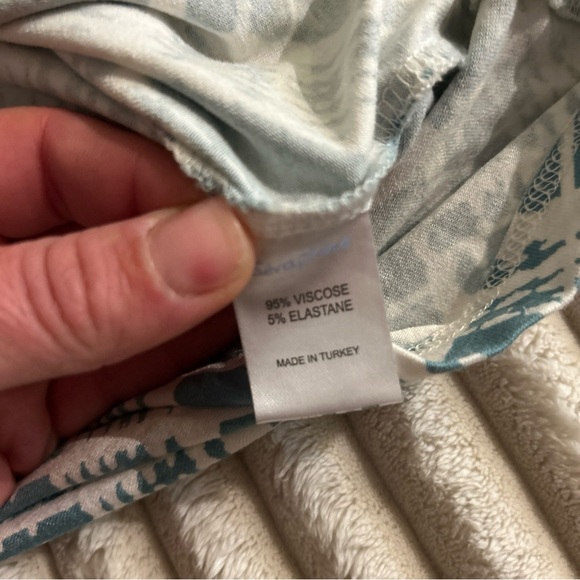 95% VISCOSE
5% ELASTANE
MADE IN TURKEY